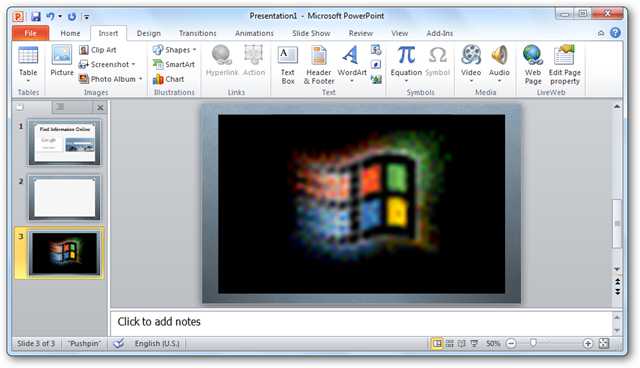 Presentation1 - Microsoft PowerPoint
File Home Insert Design Transitions Animations Slide Show Review View Add-Ins
Table
Tables
Picture
Clip Art
Screenshot
Photo Album
Images
Shapes
SmartArt
Chart
Illustrations
Hyperlink
Action
Links
Text
Box
Header
& Footer
WordArt
Text
Equation
Symbol
Symbols
Video
Audio
Media
Web
Page
Edit Page
property
LiveWeb
1
Find Information Online
Google
2
3
Click to add notes
Slide 3 of 3 "Pushpin" English (U.S.) 50%